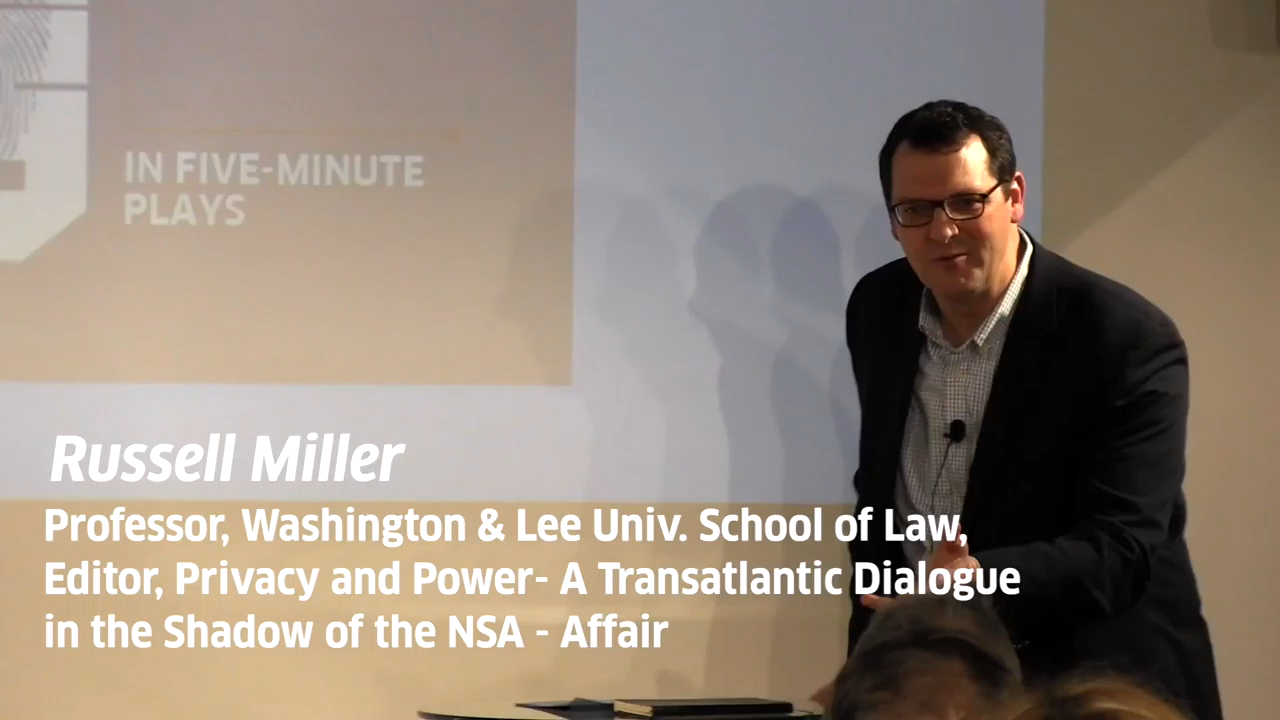 IN FIVE-MINUTE
PLAYS
Russell Miller
Professor, Washington & Lee Univ. School of Law,
Editor, Privacy and Power- A Transatlantic Dialogue
in the Shadow of the NSA - Affair